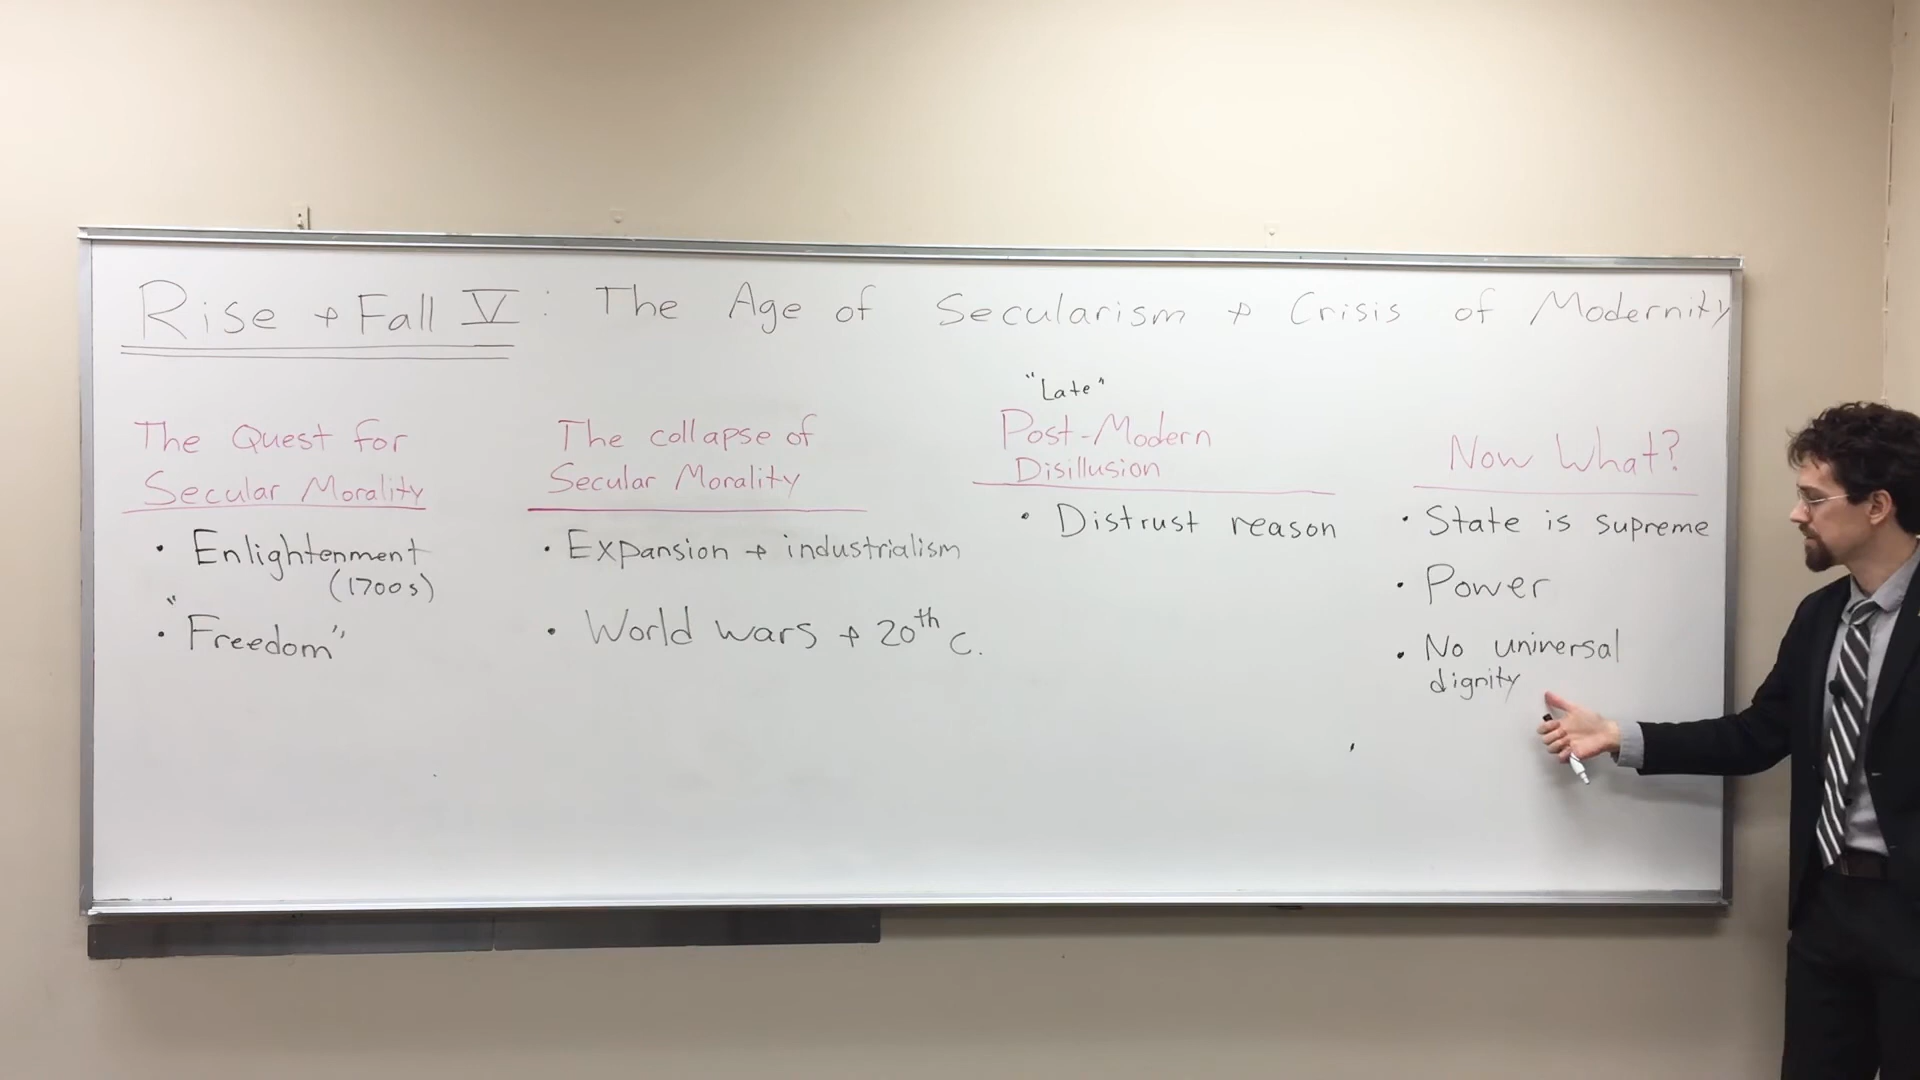 Rise + Fall V: The Age of Secularism + Crisis of Modernity
The Quest for
Secular Morality
• Enlightenment
(1700s)
• "Freedom"
The collapse of
Secular Morality
• Expansion + industrialism
• World wars + 20th c.
"Late"
Post-Modern
Disillusion
• Distrust reason
Now What?
• State is supreme
• Power
• No universal
dignity